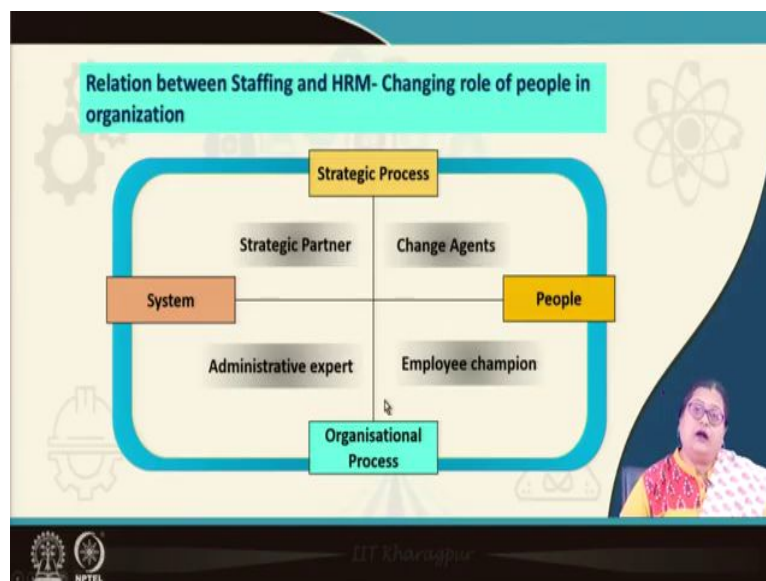 Relation between Staffing and HRM- Changing role of people in
organization
Strategic Process
Strategic Partner
Change Agents
System
People
Administrative expert
Employee champion
Organisational
Process
IIT Kharagpur
NPTEL